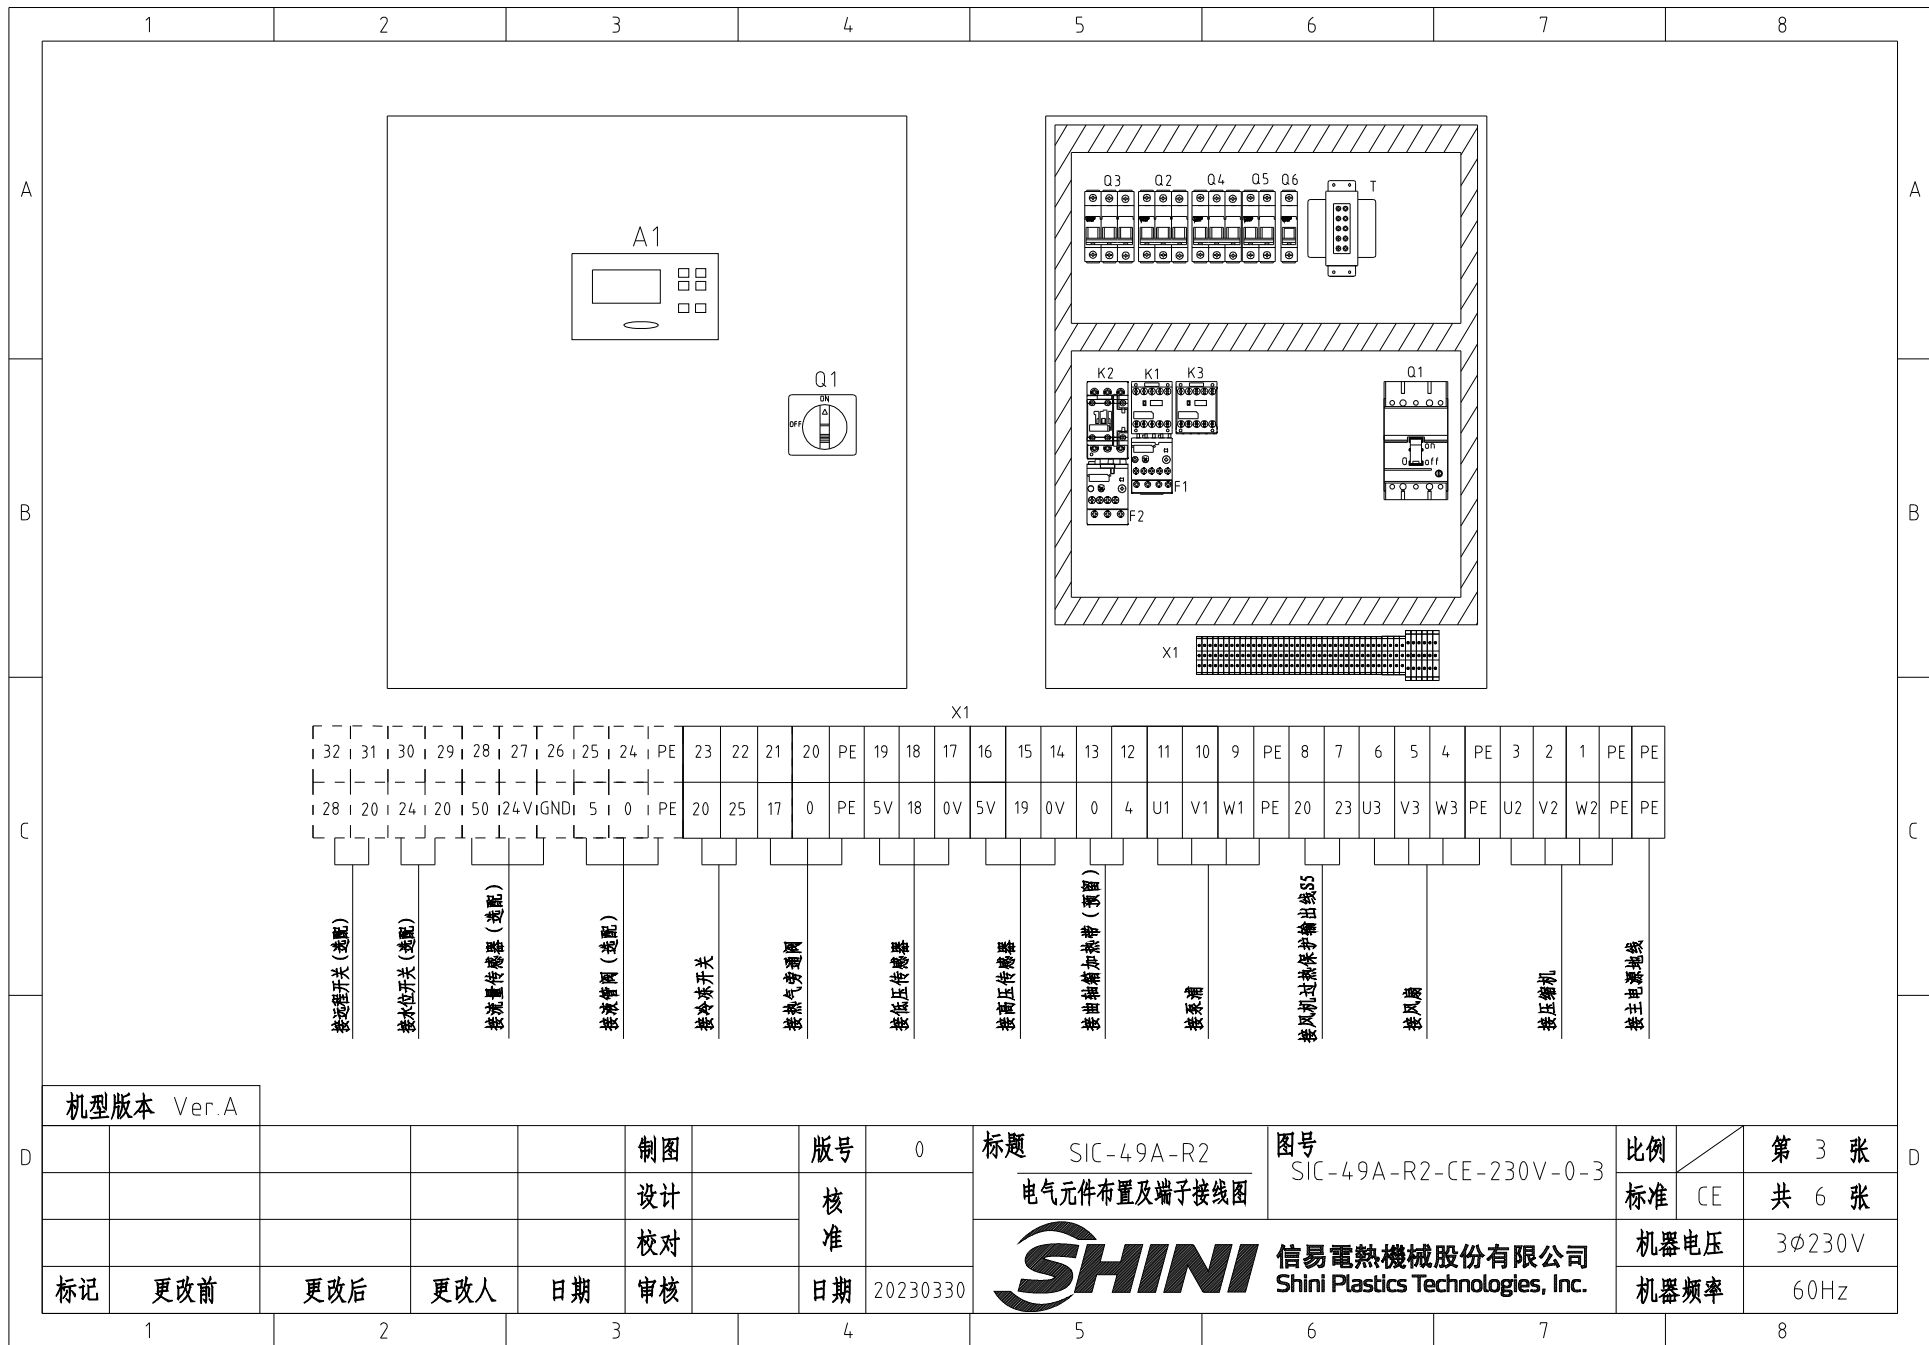 1 2 3 4 5 6 7 8
A A
A1
Q1
ON
OFF
Q3 Q2 Q4 Q5 Q6 T
K2 K1 K3 Q1
on
0 off
F1
F2
B B
X1
X1
32 31 30 29 28 27 26 25 24 PE 23 22 21 20 PE 19 18 17 16 15 14 13 12 11 10 9 PE 8 7 6 5 4 PE 3 2 1 PE PE
28 20 24 20 50 24V GND 5 0 PE 20 25 17 0 PE 5V 18 0V 5V 19 0V 0 4 U1 V1 W1 PE 20 23 U3 V3 W3 PE U2 V2 W2 PE PE
C C
接远程开关(选配)
接水位开关(选配)
接流量传感器(选配)
接液管阀(选配)
接冷冻开关
接热气旁通阀
接低压传感器
接高压传感器
接曲轴箱加热带(预留)
接泵浦
接风机过热保护输出线S5
接风扇
接压缩机
接主电源地线
机型版本 Ver.A
D D
制图 版号 0
设计 核准
校对
标记 更改前 更改后 更改人 日期 审核 日期 20230330
标题 SIC-49A-R2
电气元件布置及端子接线图
图号
SIC-49A-R2-CE-230V-0-3
比例 第 3 张
标准 CE 共 6 张
机器电压 3Φ230V
机器频率 60Hz
SHINI
信易電熱機械股份有限公司
Shini Plastics Technologies, Inc.
1 2 3 4 5 6 7 8